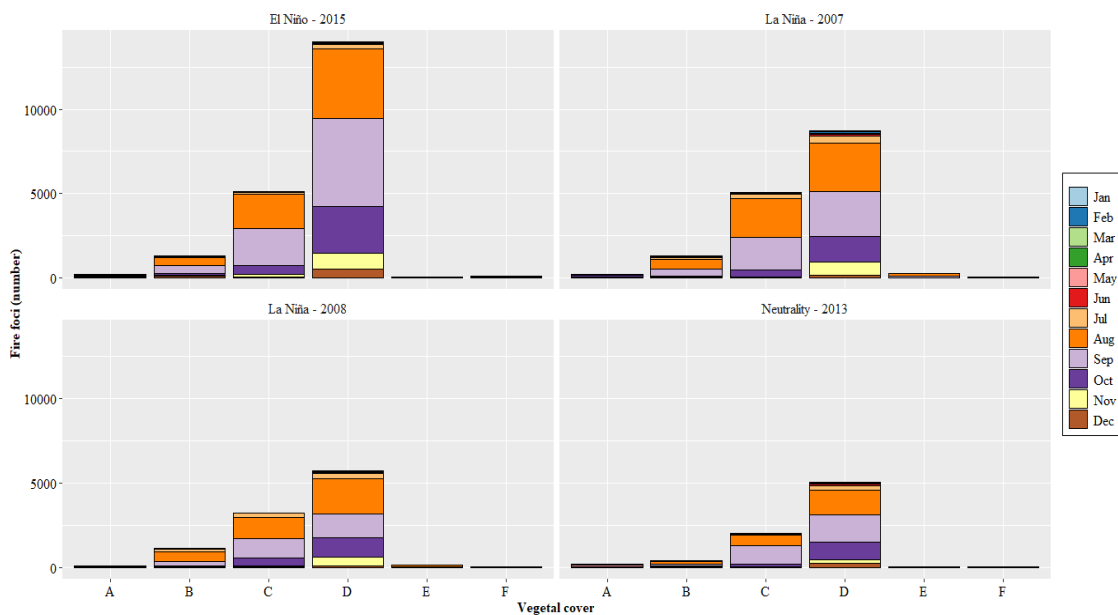 El Niño - 2015
La Niña - 2007
10000
5000
0
La Niña - 2008
Neutrality - 2013
10000
5000
0
A B C D E F
A B C D E F
Vegetal cover
Fire foci (number)
Jan
Feb
Mar
Apr
May
Jun
Jul
Aug
Sep
Oct
Nov
Dec